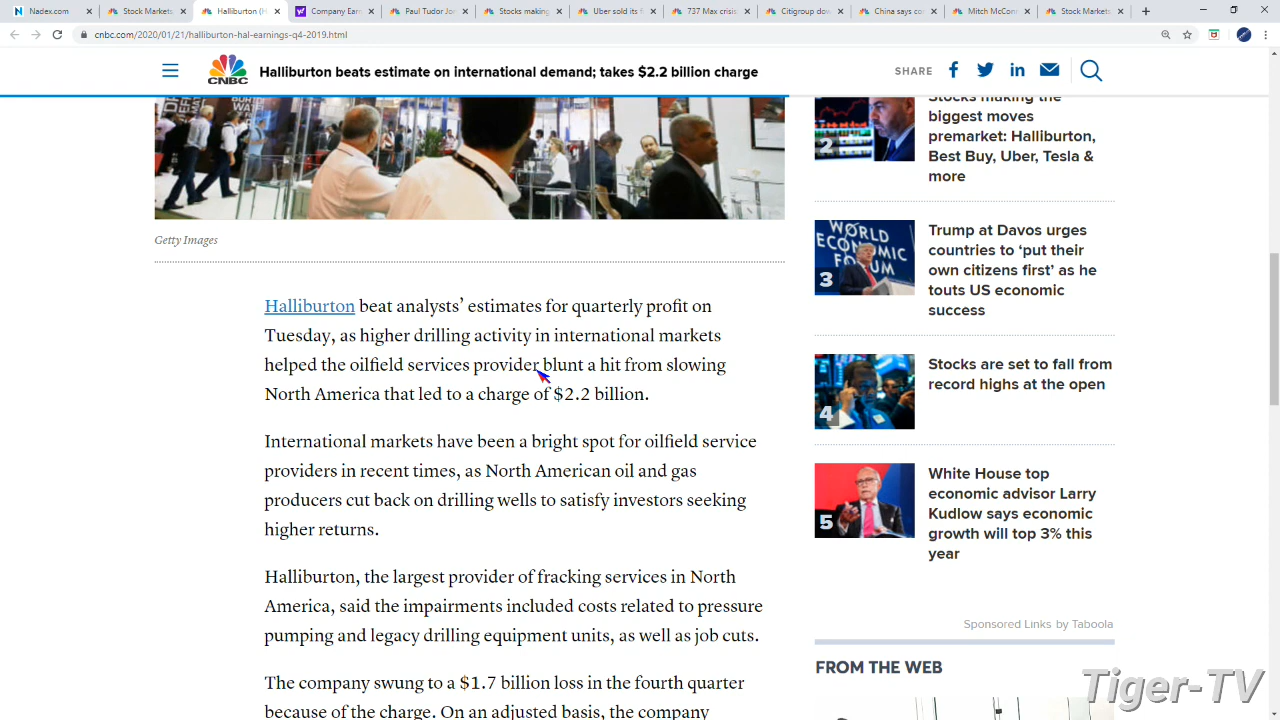 Nadex.com
Stock Markets
Halliburton (H
Company Earn
Paul Tudor Jo
Stocks making
Uber sold its
737 Max crisis
Citigroup dow
China says co
Mitch McConn
Stock Markets
cnbc.com/2020/01/21/halliburton-hal-earnings-q4-2019.html
CNBC
Halliburton beats estimate on international demand; takes $2.2 billion charge
SHARE
Getty Images
Halliburton beat analysts’ estimates for quarterly profit on
Tuesday, as higher drilling activity in international markets
helped the oilfield services provider blunt a hit from slowing
North America that led to a charge of $2.2 billion.
International markets have been a bright spot for oilfield service
providers in recent times, as North American oil and gas
producers cut back on drilling wells to satisfy investors seeking
higher returns.
Halliburton, the largest provider of fracking services in North
America, said the impairments included costs related to pressure
pumping and legacy drilling equipment units, as well as job cuts.
The company swung to a $1.7 billion loss in the fourth quarter
because of the charge. On an adjusted basis, the company
2
Stocks making the
biggest moves
premarket: Halliburton,
Best Buy, Uber, Tesla &
more
WORLD
ECONOMIC
FORUM
3
Trump at Davos urges
countries to ‘put their
own citizens first’ as he
touts US economic
success
4
Stocks are set to fall from
record highs at the open
5
White House top
economic advisor Larry
Kudlow says economic
growth will top 3% this
year
Sponsored Links by Taboola
FROM THE WEB
Tiger-TV